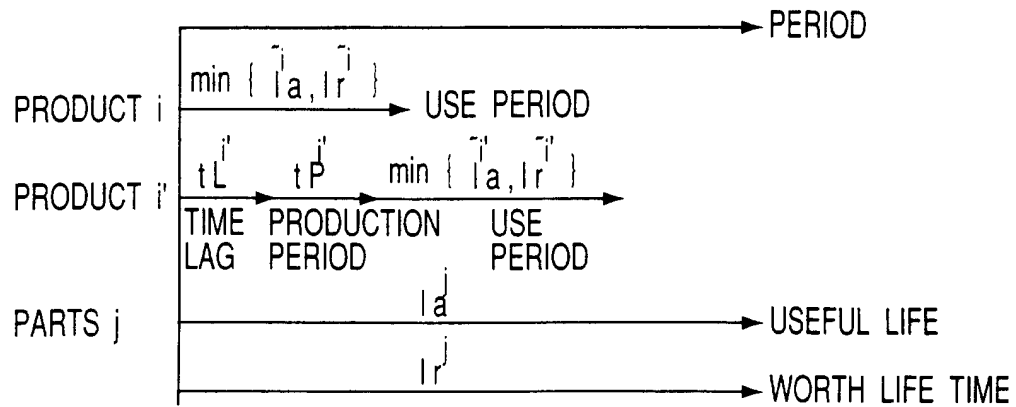 PERIOD
min { l̃a^i, l̃r^i }
PRODUCT i USE PERIOD
tL^i' tP^i' min { l̃a^i', l̃r^i' }
PRODUCT i'
TIME LAG PRODUCTION PERIOD USE PERIOD
la^j
PARTS j USEFUL LIFE
lr^j
WORTH LIFE TIME